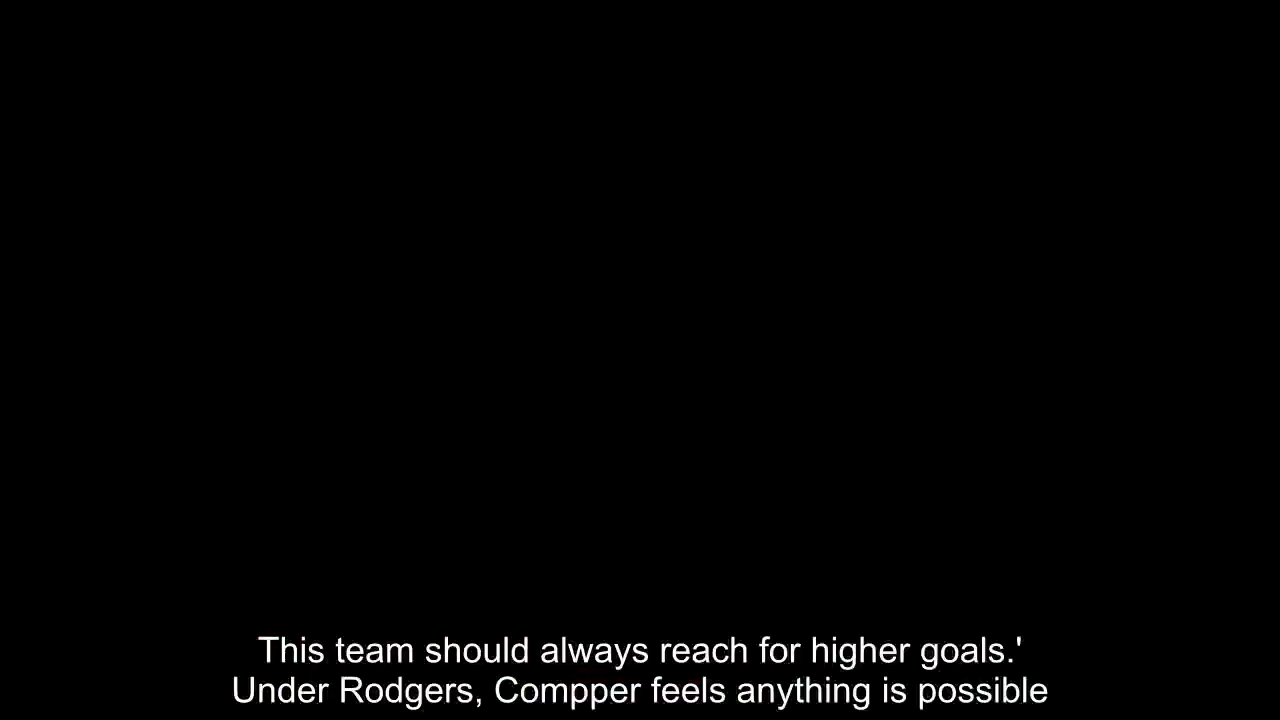 This team should always reach for higher goals.'
Under Rodgers, Compper feels anything is possible